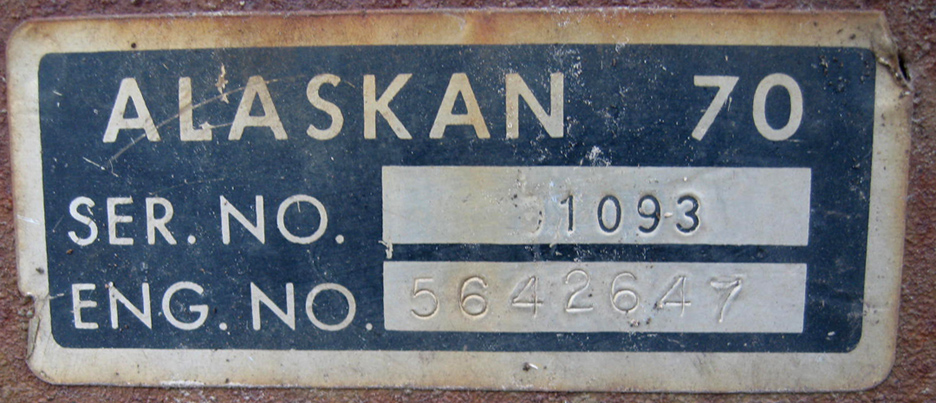 ALASKAN 70
SER. NO. 1093
ENG. NO. 5642647